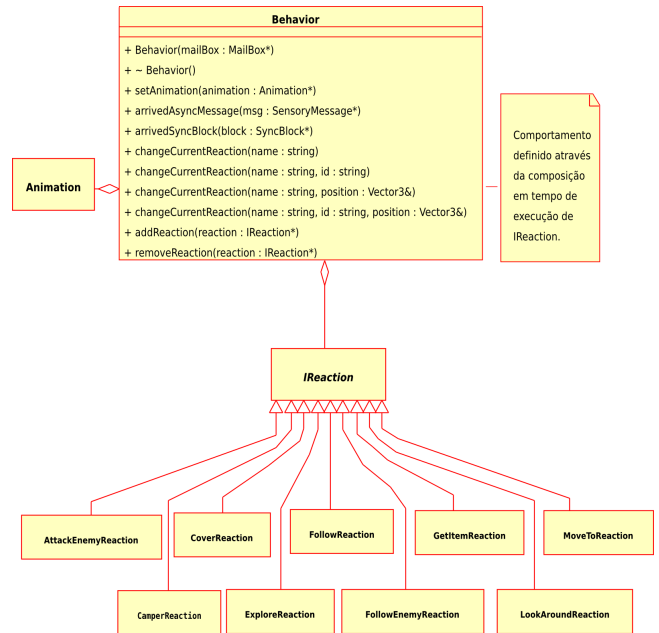 Behavior
+ Behavior(mailBox : MailBox*)
+ ~ Behavior()
+ setAnimation(animation : Animation*)
+ arrivedAsyncMessage(msg : SensoryMessage*)
+ arrivedSyncBlock(block : SyncBlock*)
+ changeCurrentReaction(name : string)
+ changeCurrentReaction(name : string, id : string)
+ changeCurrentReaction(name : string, position : Vector3&)
+ changeCurrentReaction(name : string, id : string, position : Vector3&)
+ addReaction(reaction : IReaction*)
+ removeReaction(reaction : IReaction*)
Animation
Comportamento
definido através
da composição
em tempo de
execução de
IReaction.
IReaction
AttackEnemyReaction
CoverReaction
FollowReaction
GetItemReaction
MoveToReaction
CamperReaction
ExploreReaction
FollowEnemyReaction
LookAroundReaction